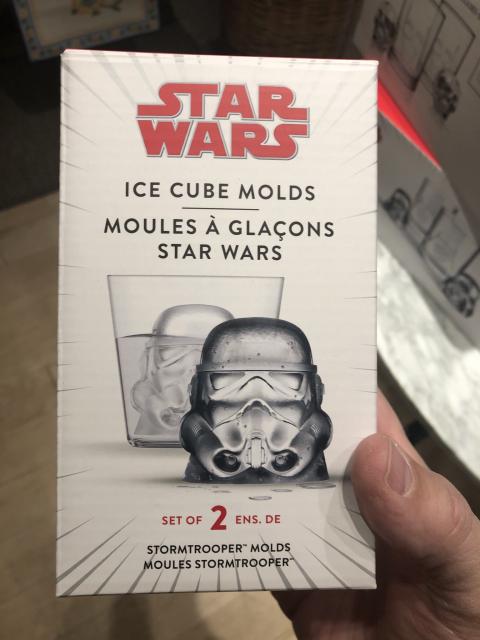 STAR
WARS
ICE CUBE MOLDS
MOULES À GLAÇONS
STAR WARS
SET OF 2 ENS. DE
STORMTROOPER™ MOLDS
MOULES STORMTROOPER™